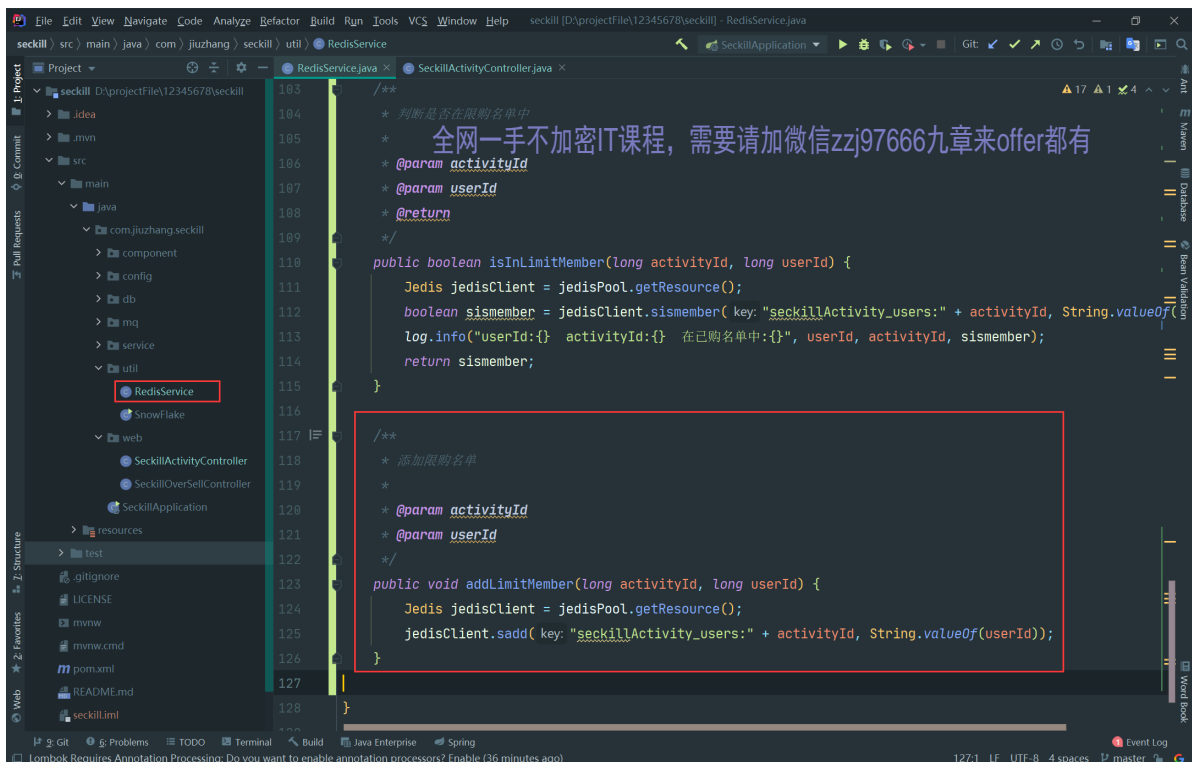 File Edit View Navigate Code Analyze Refactor Build Run Tools VCS Window Help seckill [D:\projectFile\12345678\seckill] - RedisService.java
seckill src main java com jiuzhang seckill util RedisService SeckillApplication Git:
Project RedisService.java SeckillActivityController.java
seckill D:\projectFile\12345678\seckill
.idea
.mvn
src
main
java
com.jiuzhang.seckill
component
config
db
mq
service
util
RedisService
SnowFlake
web
SeckillActivityController
SeckillOverSellController
SeckillApplication
resources
test
.gitignore
LICENSE
mvnw
mvnw.cmd
pom.xml
README.md
seckill.iml
1: Project
0: Commit
Pull Requests
7: Structure
2: Favorites
Web
17 1 4
103 /**
104 * 判断是否在限购名单中
全网一手不加密IT课程，需要请加微信zzj97666九章来offer都有
105 *
106 * @param activityId
107 * @param userId
108 * @return
109 */
110 public boolean isInLimitMember(long activityId, long userId) {
111 Jedis jedisClient = jedisPool.getResource();
112 boolean sismember = jedisClient.sismember( key: "seckillActivity_users:" + activityId, String.valueOf(
113 log.info("userId:{} activityId:{} 在已购名单中:{}", userId, activityId, sismember);
114 return sismember;
115 }
116
117 /**
118 * 添加限购名单
119 *
120 * @param activityId
121 * @param userId
122 */
123 public void addLimitMember(long activityId, long userId) {
124 Jedis jedisClient = jedisPool.getResource();
125 jedisClient.sadd( key: "seckillActivity_users:" + activityId, String.valueOf(userId));
126 }
127
128 }
Ant
Maven
Database
Bean Validation
Word Book
9: Git 6: Problems TODO Terminal Build Java Enterprise Spring 1 Event Log
Lombok Requires Annotation Processing: Do you want to enable annotation processors? Enable (36 minutes ago) 127:1 LF UTF-8 4 spaces master